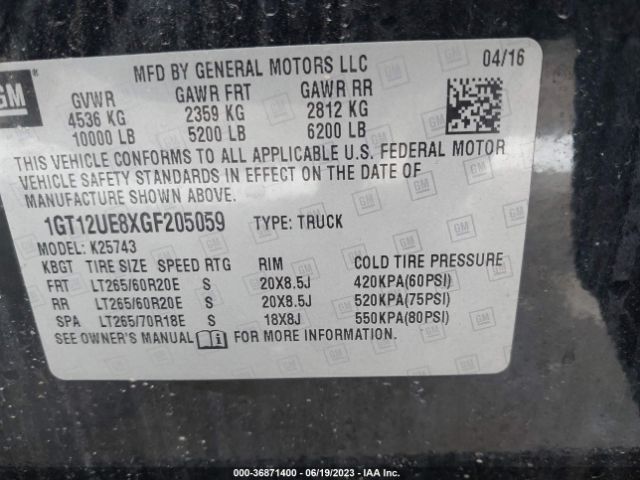 GM
MFD BY GENERAL MOTORS LLC 04/16
GVWR GAWR FRT GAWR RR
4536 KG 2359 KG 2812 KG
10000 LB 5200 LB 6200 LB
THIS VEHICLE CONFORMS TO ALL APPLICABLE U.S. FEDERAL MOTOR
VEHICLE SAFETY STANDARDS IN EFFECT ON THE DATE OF
MANUFACTURE SHOWN ABOVE.
1GT12UE8XGF205059 TYPE: TRUCK
MODEL: K25743
KBGT TIRE SIZE SPEED RTG RIM COLD TIRE PRESSURE
FRT LT265/60R20E S 20X8.5J 420KPA(60PSI)
RR LT265/60R20E S 20X8.5J 520KPA(75PSI)
SPA LT265/70R18E S 18X8J 550KPA(80PSI)
SEE OWNER'S MANUAL FOR MORE INFORMATION.
000-36871400 - 06/19/2023 - IAA Inc.